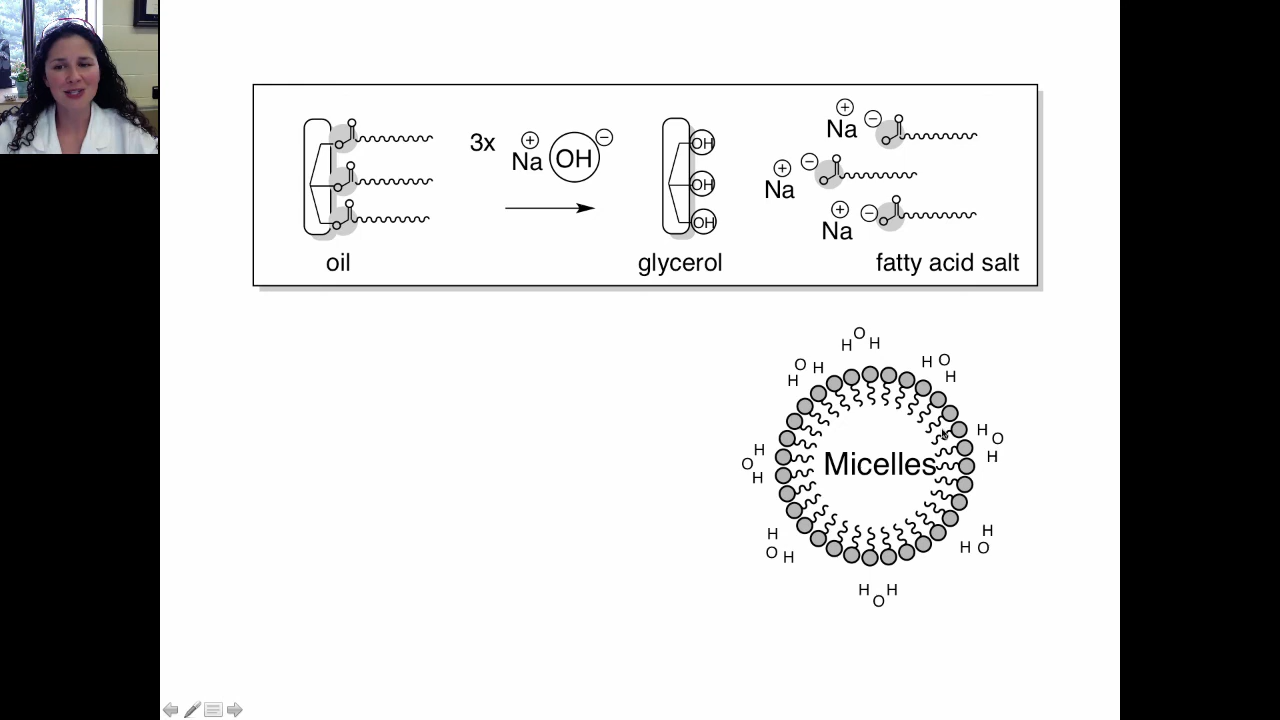 3x Na + OH −
OH
OH
OH
Na + −
Na + −
Na + −
oil
glycerol
fatty acid salt
H O H
H O H
H O H
H O H
H O H
Micelles
H O H
H O H
H O H